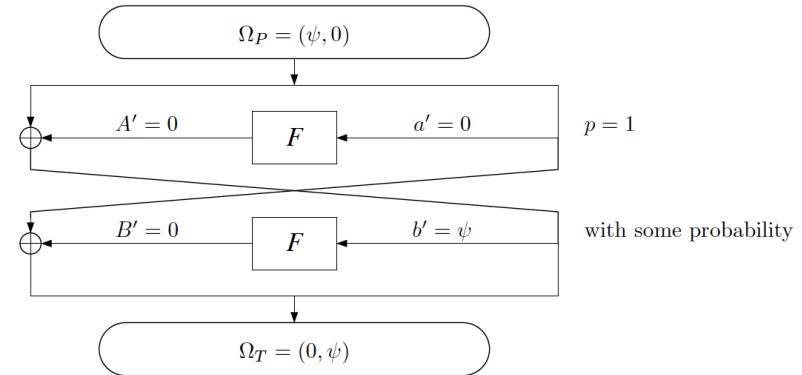 Ω_P = (ψ, 0)
A′ = 0
F
a′ = 0
p = 1
B′ = 0
F
b′ = ψ
with some probability
Ω_T = (0, ψ)